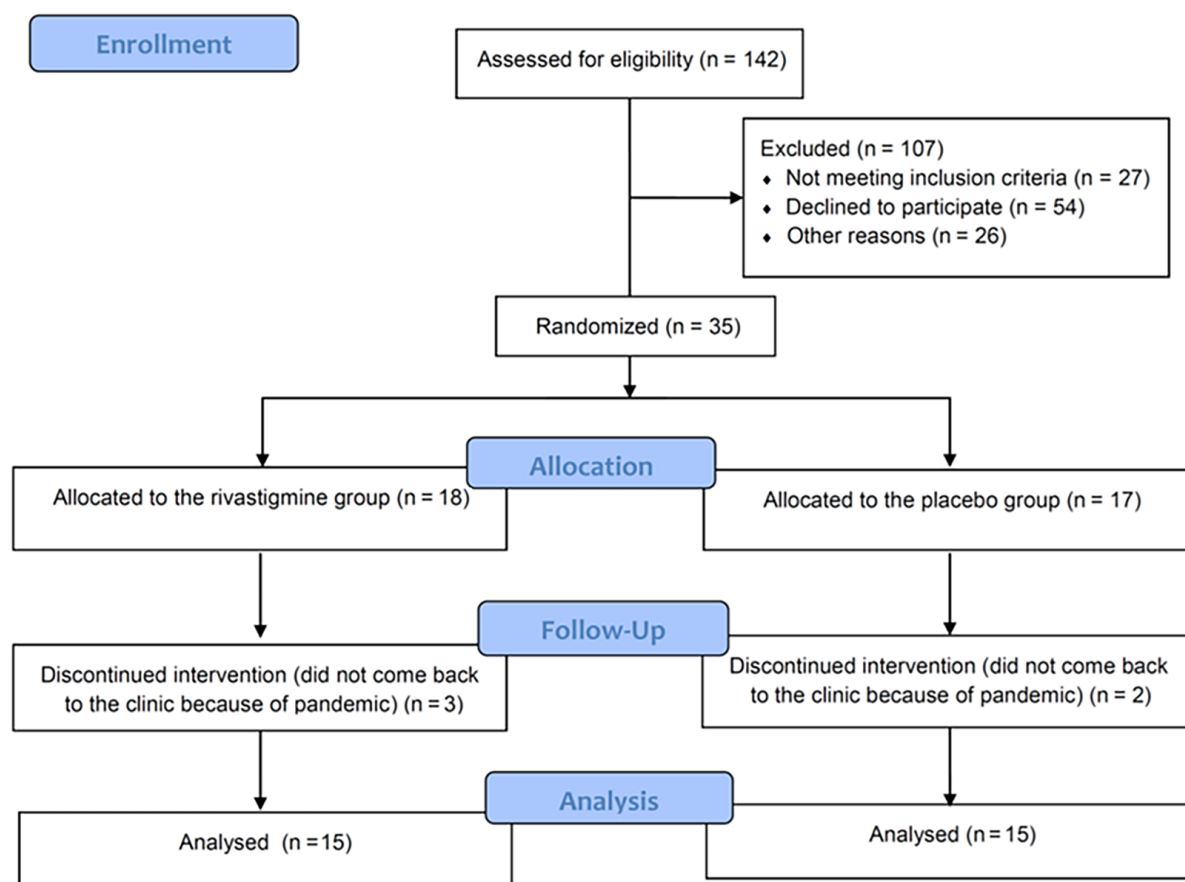 Enrollment
Assessed for eligibility (n = 142)
Excluded (n = 107)
♦ Not meeting inclusion criteria (n = 27)
♦ Declined to participate (n = 54)
♦ Other reasons (n = 26)
Randomized (n = 35)
Allocation
Allocated to the rivastigmine group (n = 18)
Allocated to the placebo group (n = 17)
Follow-Up
Discontinued intervention (did not come back
to the clinic because of pandemic) (n = 3)
Discontinued intervention (did not come back
to the clinic because of pandemic) (n = 2)
Analysis
Analysed (n =15)
Analysed (n = 15)